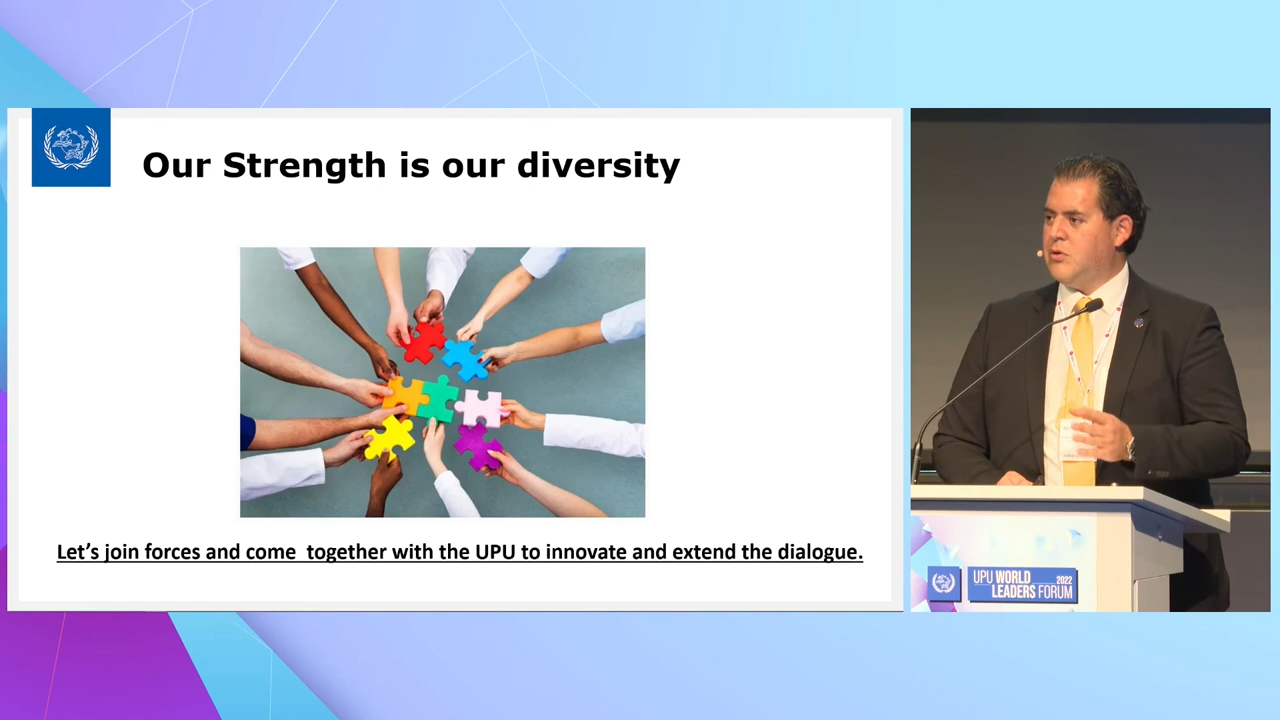 Our Strength is our diversity
Let’s join forces and come  together with the UPU to innovate and extend the dialogue.
UPU WORLD 2022
LEADERS FORUM